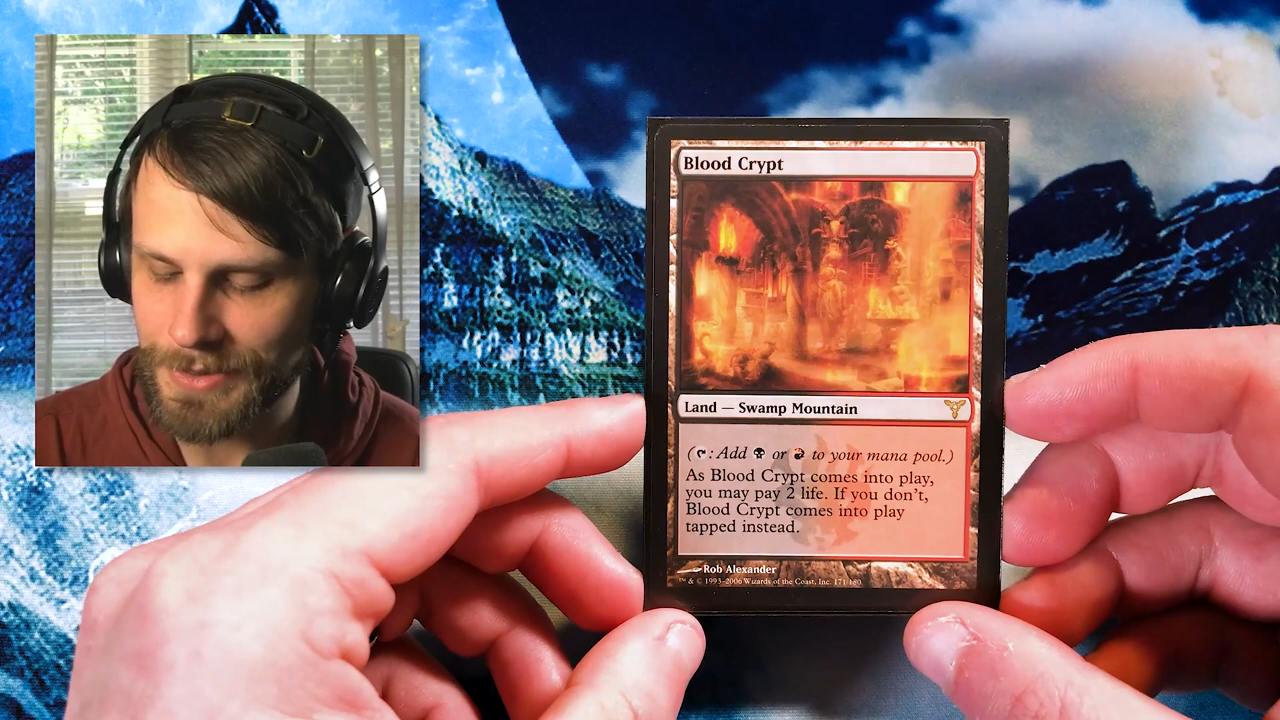 Blood Crypt
Land — Swamp Mountain
( : Add or to your mana pool.)
As Blood Crypt comes into play,
you may pay 2 life. If you don't,
Blood Crypt comes into play
tapped instead.
Rob Alexander
™ & © 1993-2006 Wizards of the Coast, Inc. 171/180